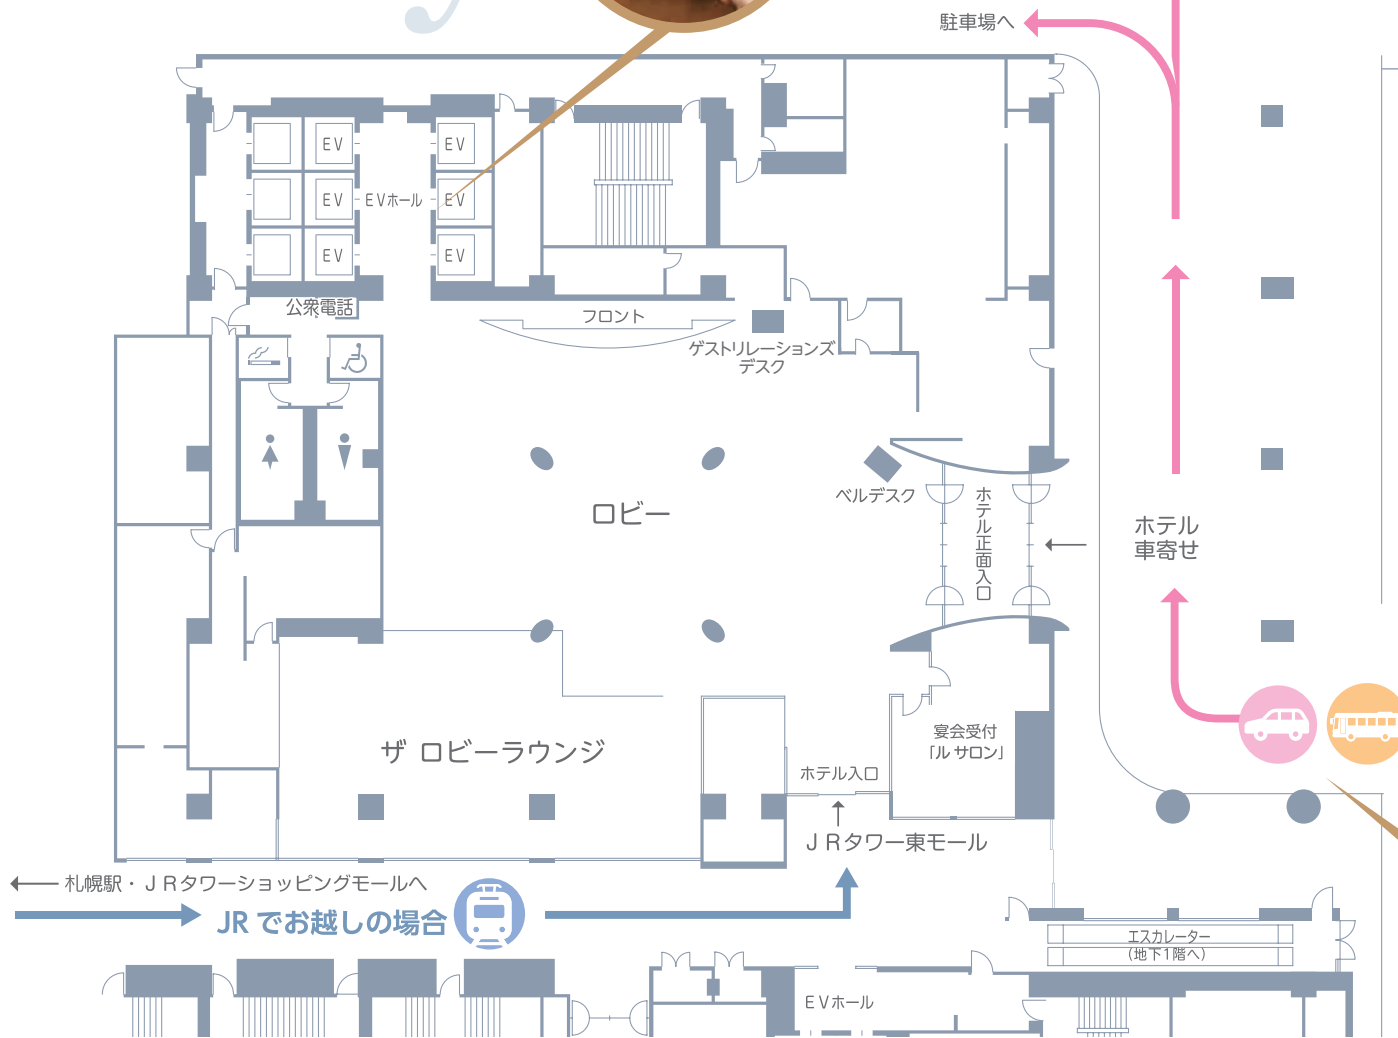 駐車場へ
EV
EV
EV
EVホール
EV
EV
EV
公衆電話
フロント
ゲストリレーションズ
デスク
ベルデスク
ロビー
ホテル正面入口
ホテル
車寄せ
宴会受付
「ル サロン」
ザ ロビーラウンジ
ホテル入口
JRタワー東モール
札幌駅・JRタワーショッピングモールへ
JR でお越しの場合
エスカレーター
(地下1階へ)
EVホール